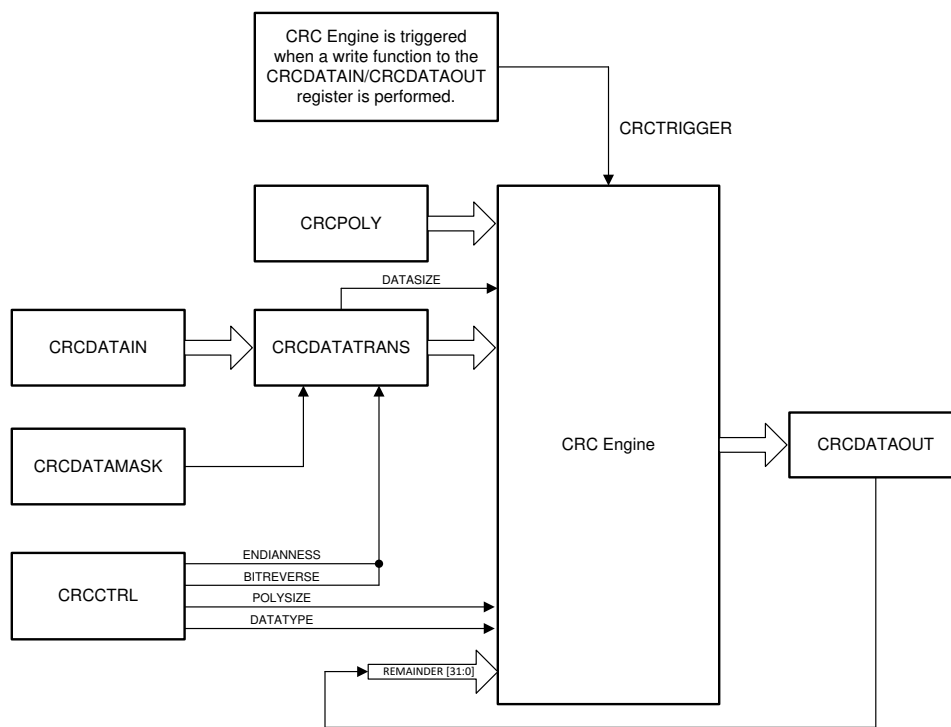 CRC Engine is triggered
when a write function to the
CRCDATAIN/CRCDATAOUT
register is performed.
CRCTRIGGER
CRCPOLY
DATASIZE
CRCDATAIN
CRCDATATRANS
CRCDATAMASK
CRC Engine
CRCDATAOUT
CRCCTRL
ENDIANNESS
BITREVERSE
POLYSIZE
DATATYPE
REMAINDER [31:0]